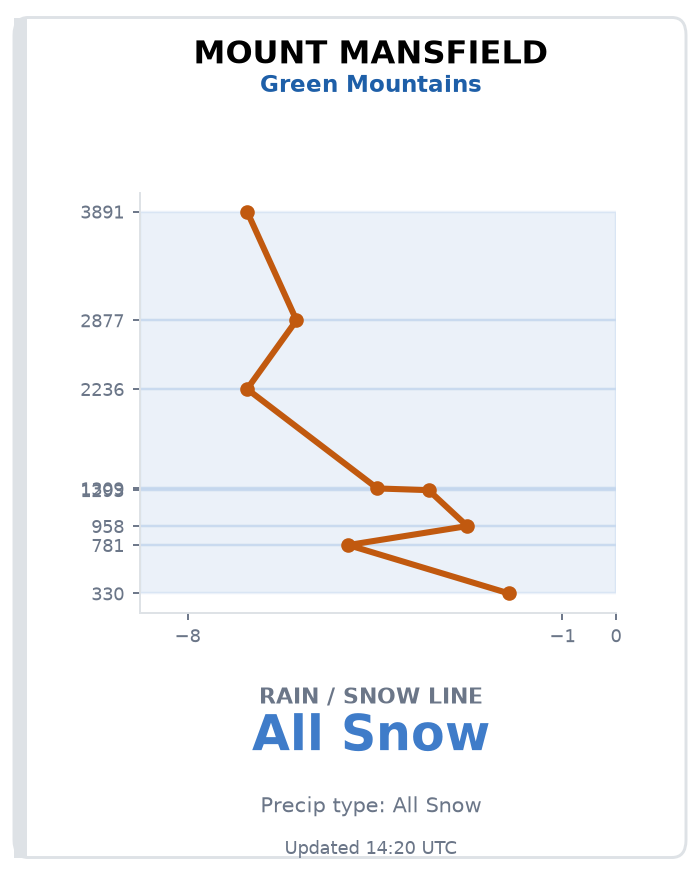 MOUNT MANSFIELD
Green Mountains
3891
2877
2236
958
781
330
−8 −1 0
RAIN / SNOW LINE
All Snow
Precip type: All Snow
Updated 14:20 UTC